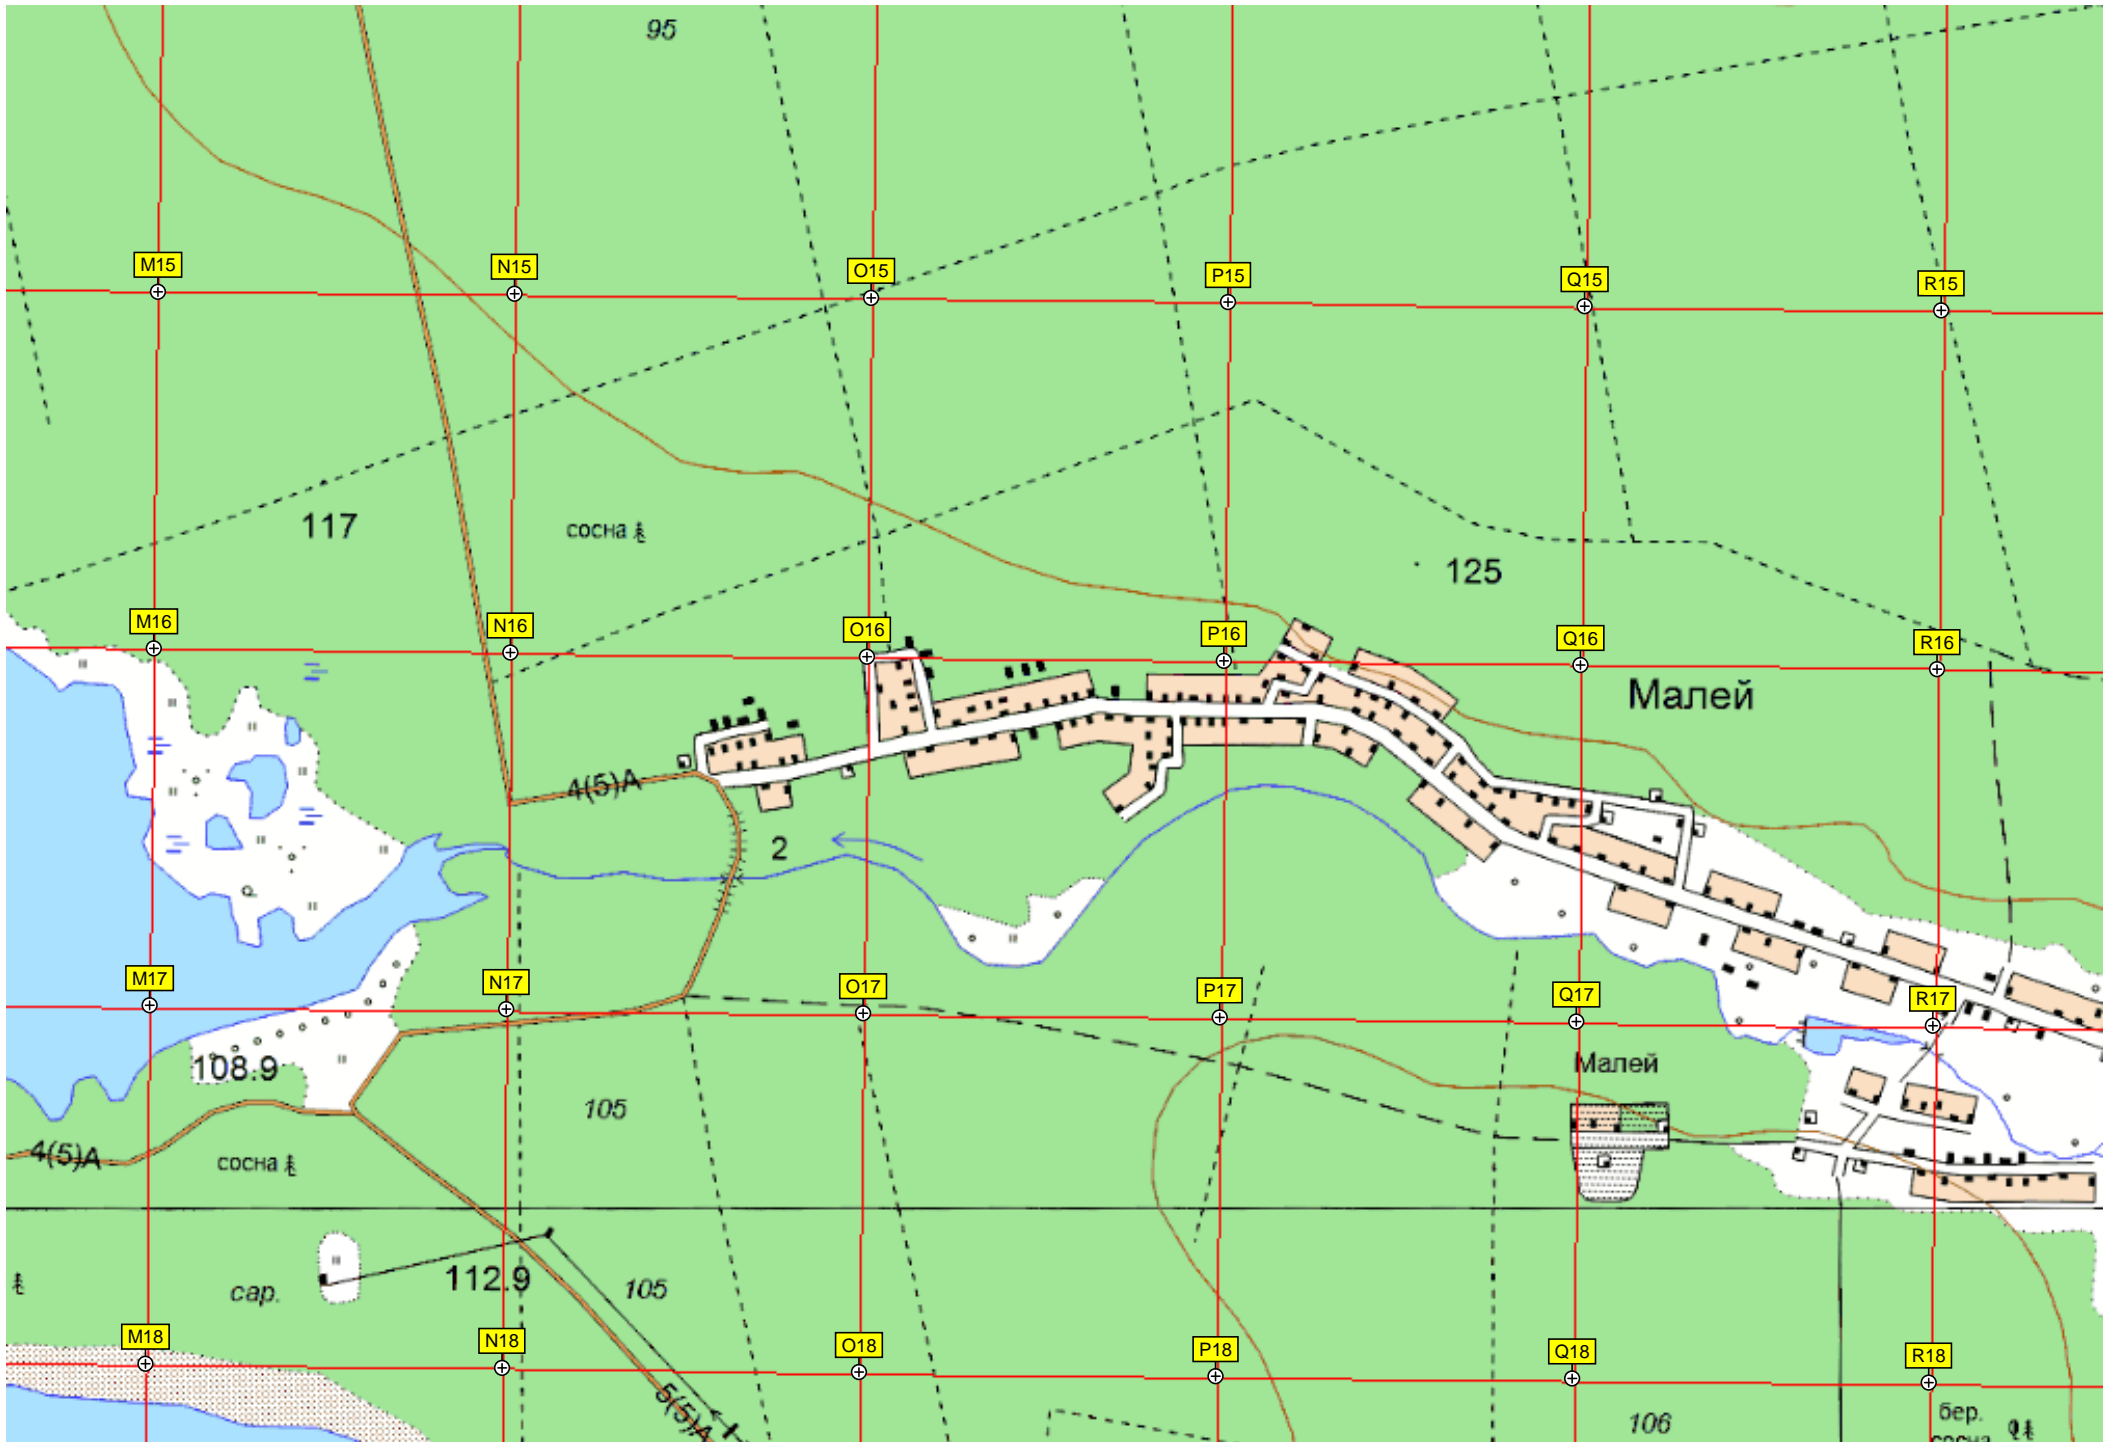 95
M15
N15
O15
P15
Q15
R15
117
сосна
125
M16
N16
O16
P16
Q16
R16
Малей
4(5)А
2
M17
N17
O17
P17
Q17
R17
108.9
Малей
105
4(5)А
сосна
сар.
112.9
105
M18
N18
O18
P18
Q18
R18
5(5)А
106
бер.
сосна